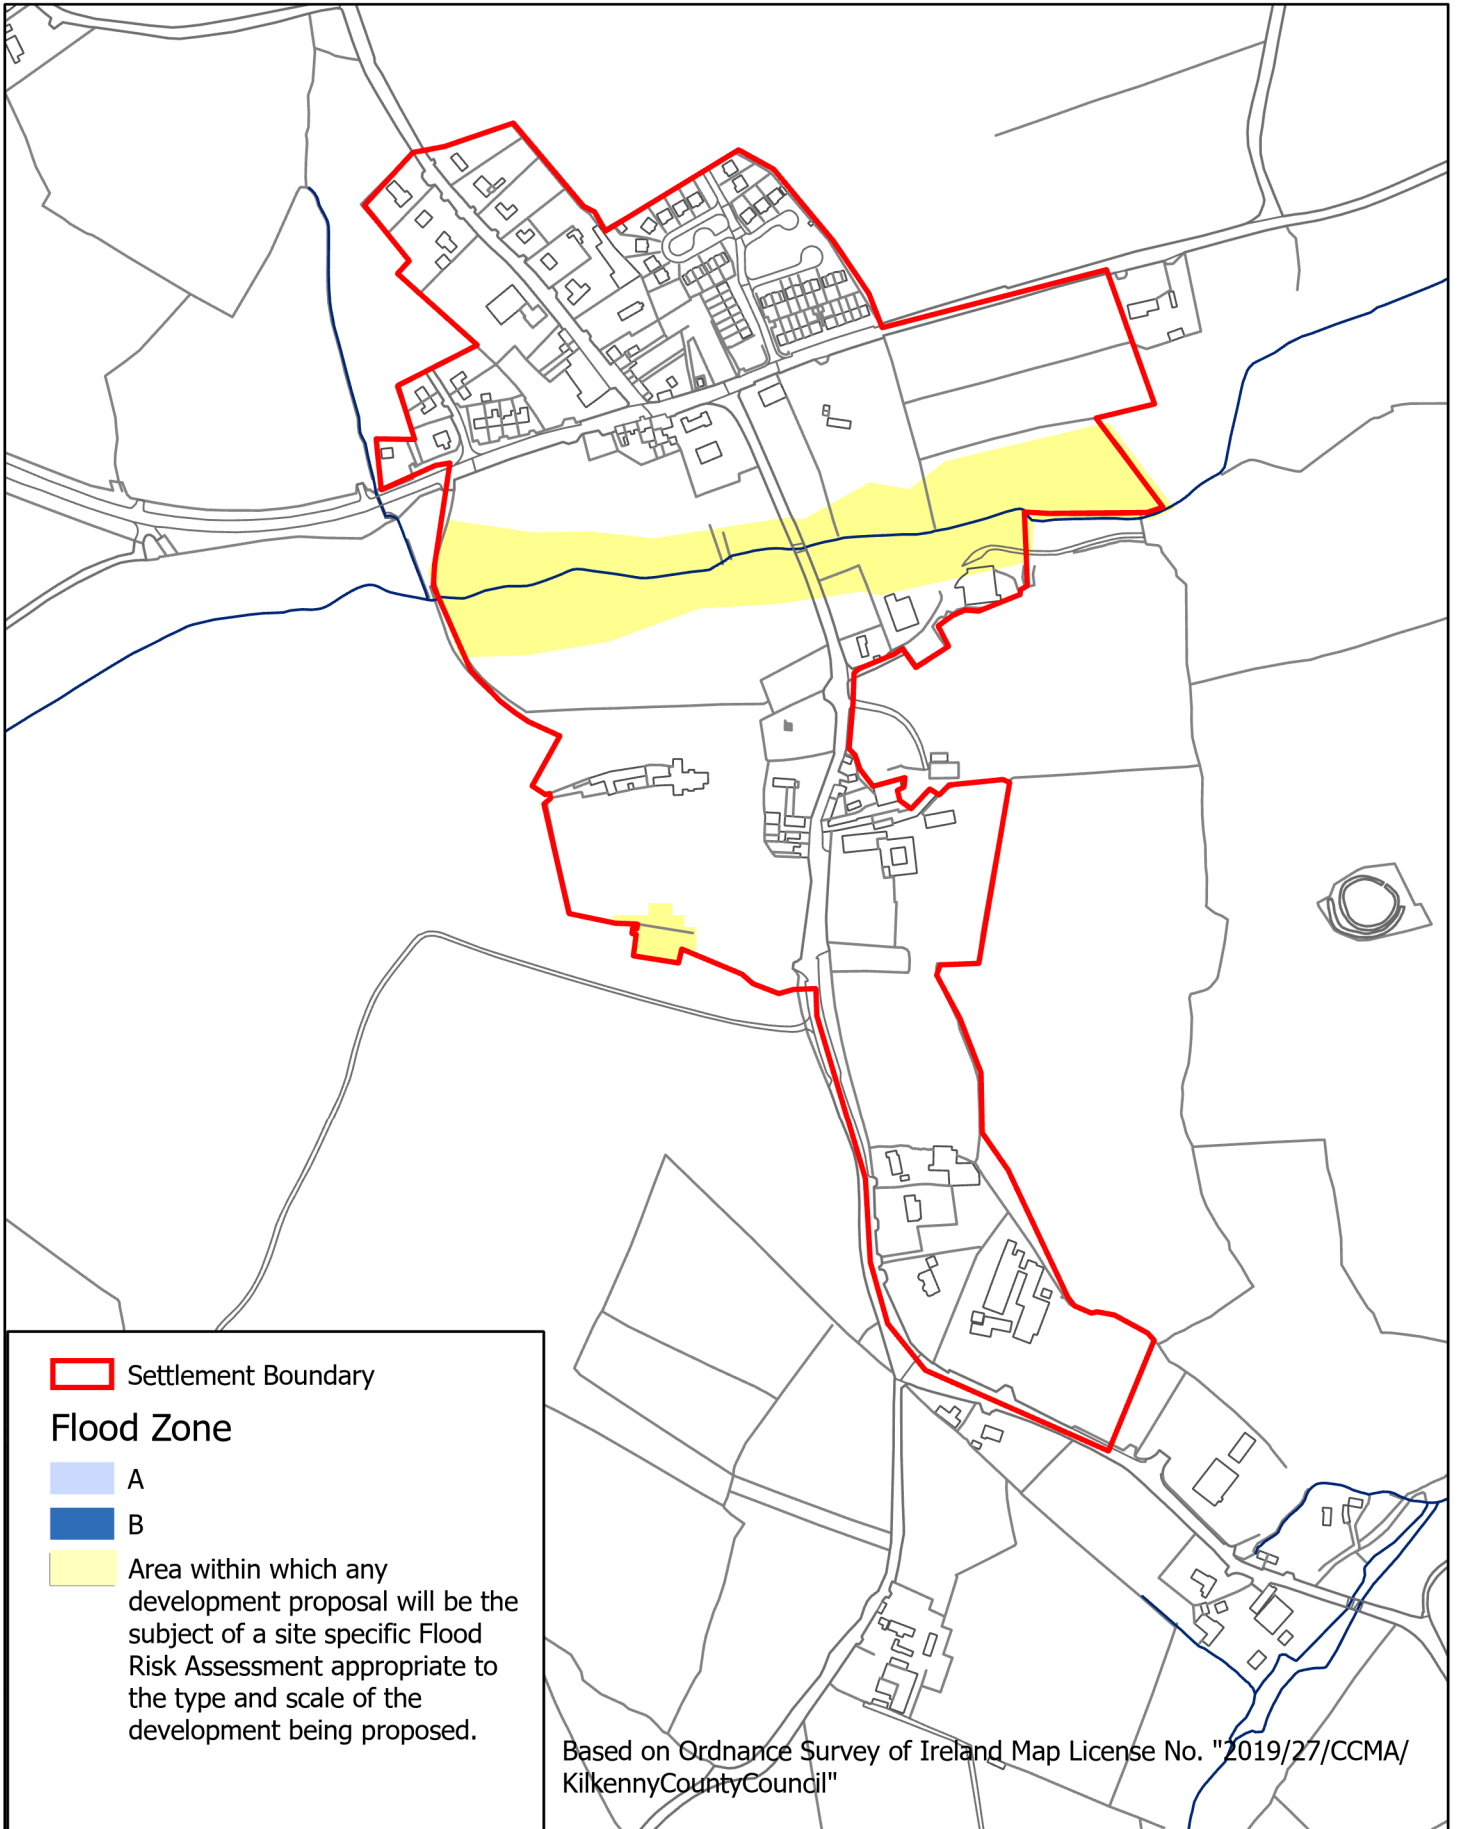 Settlement Boundary
Flood Zone
A
B
Area within which any
development proposal will be the
subject of a site specific Flood
Risk Assessment appropriate to
the type and scale of the
development being proposed.
Based on Ordnance Survey of Ireland Map License No. "2019/27/CCMA/
KilkennyCountyCouncil"